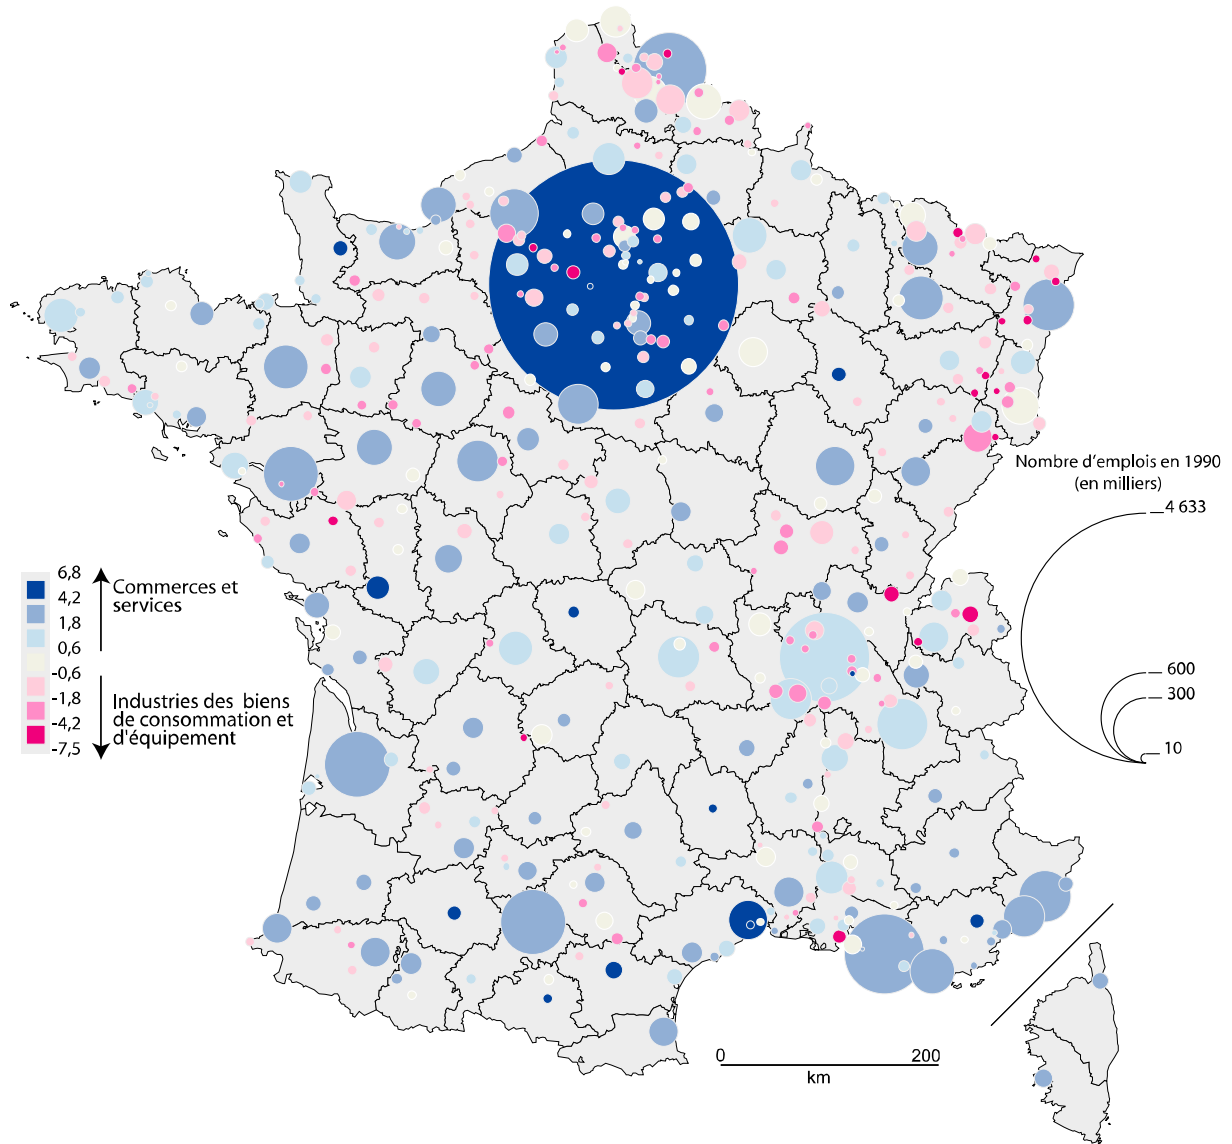 Nombre d'emplois en 1990
(en milliers)
4 633
600
300
10
6,8
4,2
1,8
0,6
-0,6
-1,8
-4,2
-7,5
Commerces et
services
Industries des biens
de consommation et
d'équipement
0
200
km